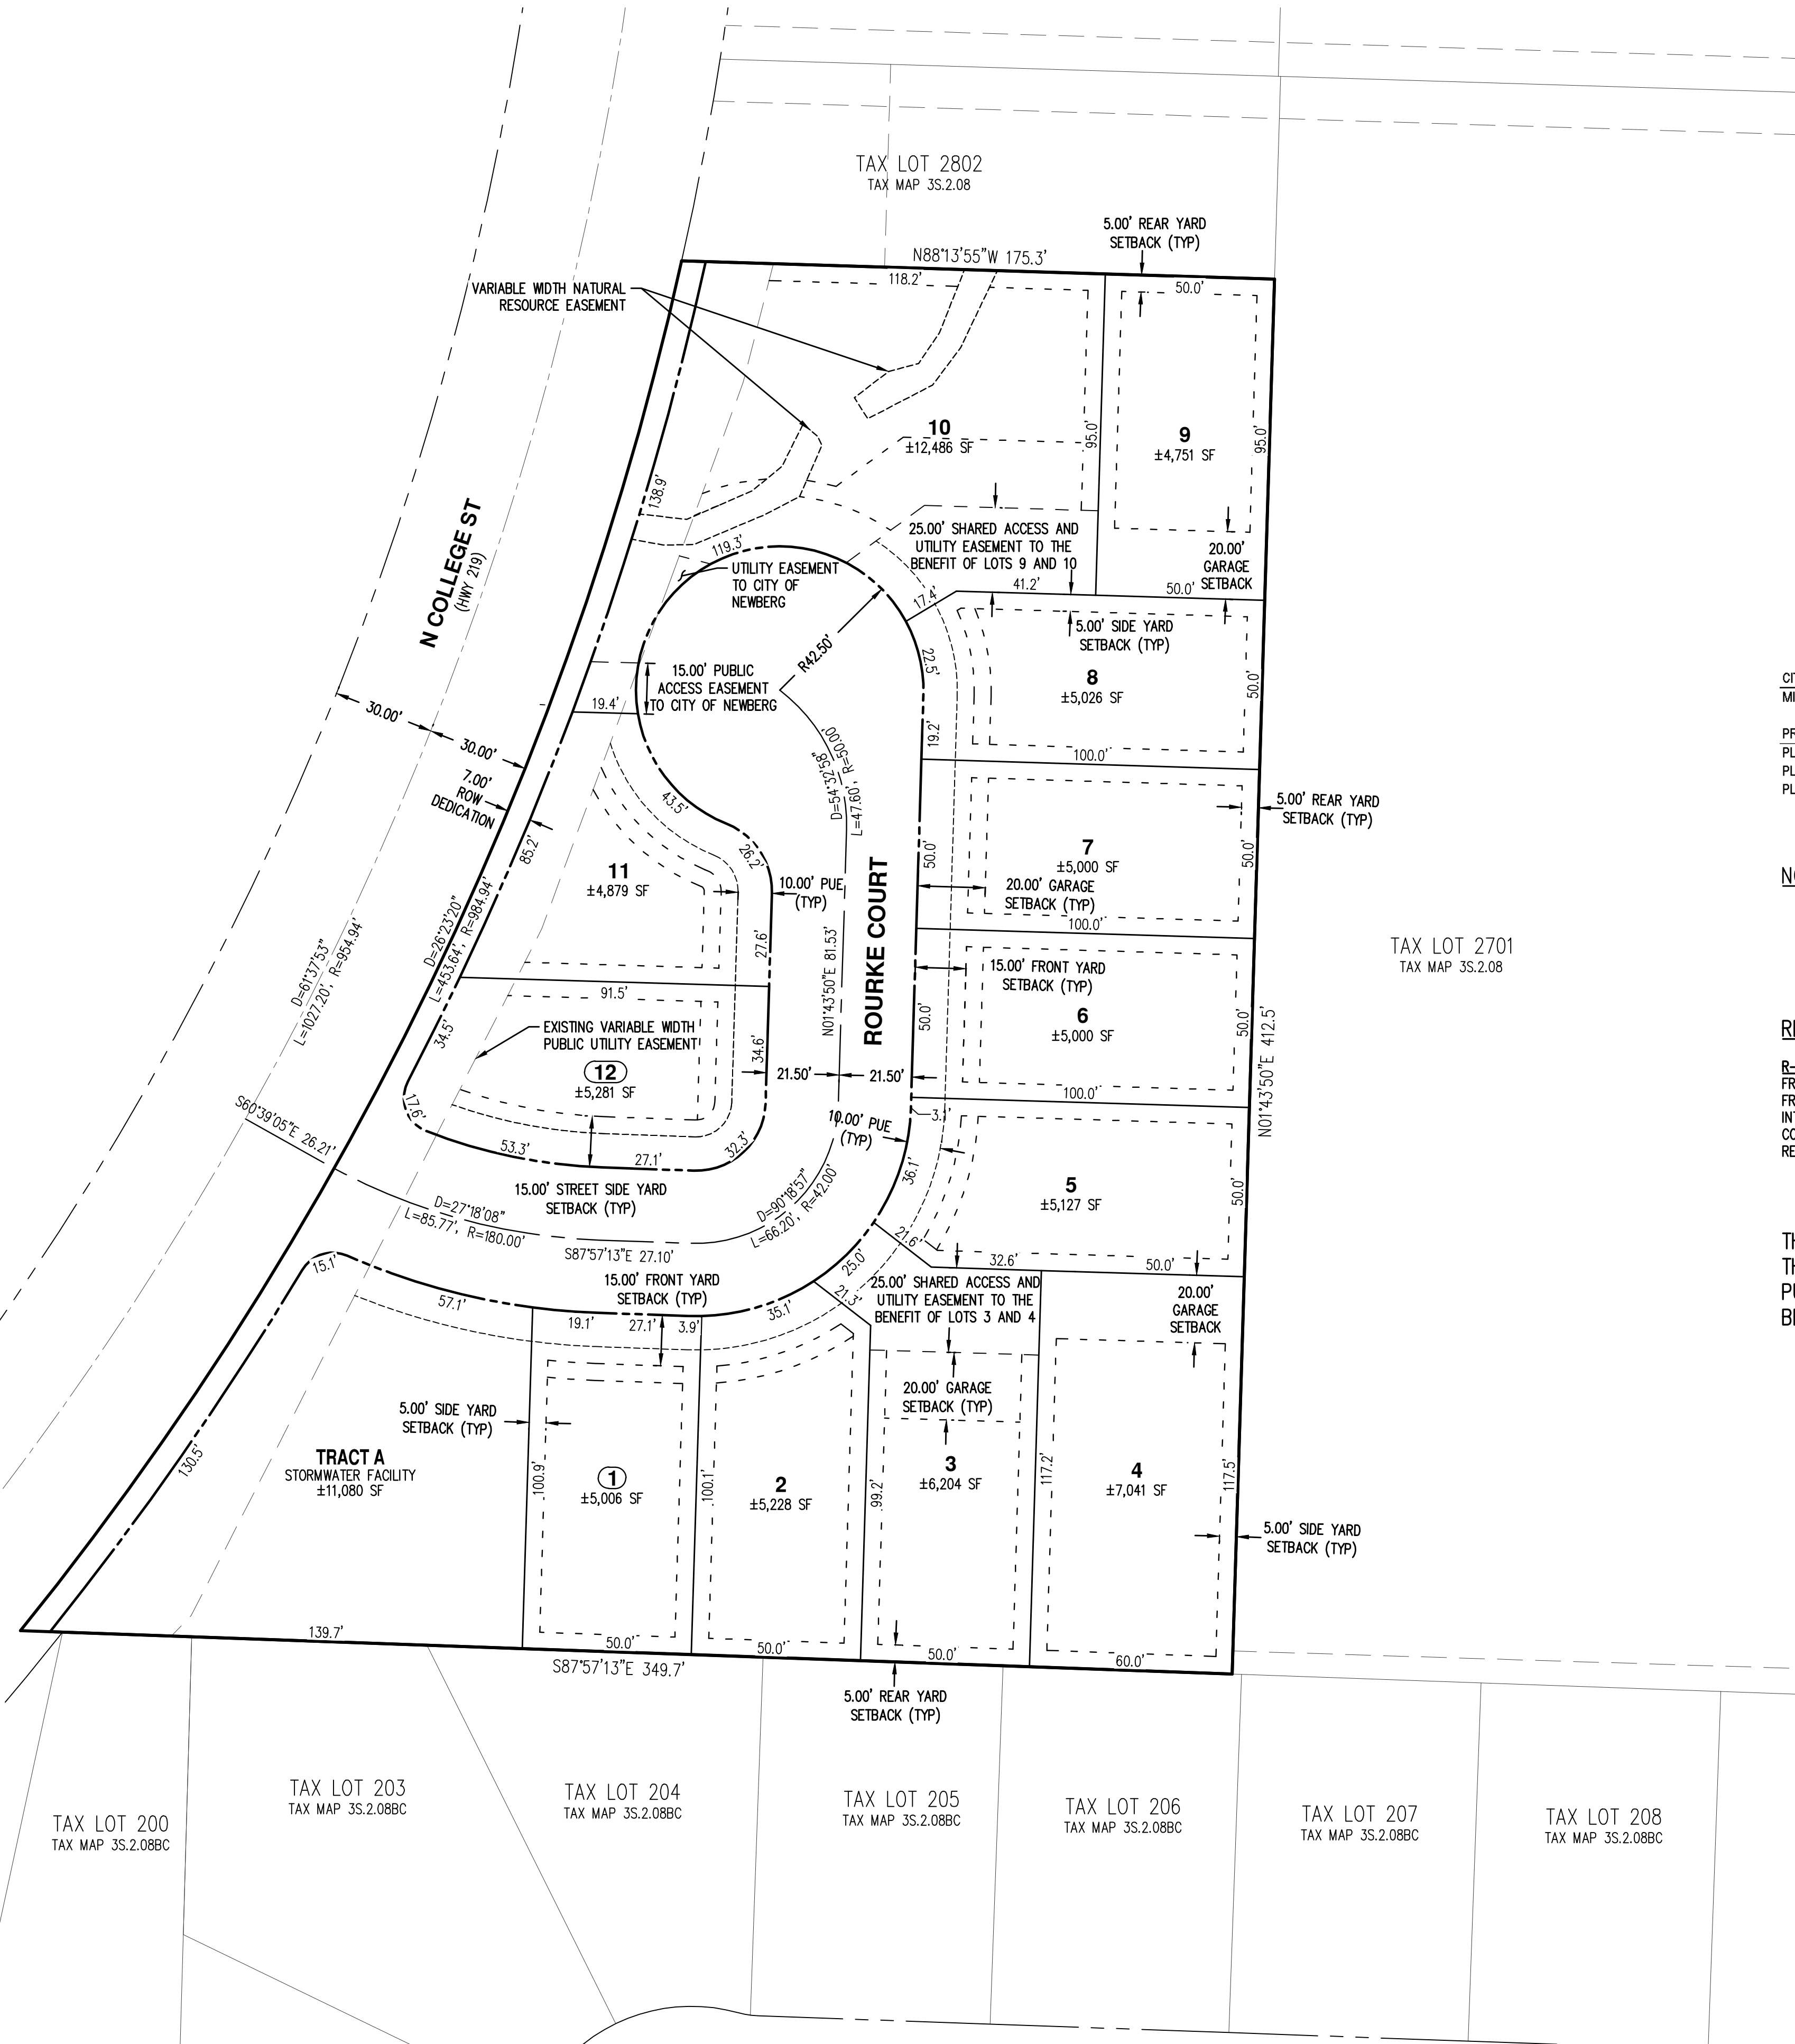 TAX LOT 2802
TAX MAP 3S.2.08
5.00' REAR YARD
SETBACK (TYP)
N88°13'55"W 175.3'
118.2'
50.0'
VARIABLE WIDTH NATURAL
RESOURCE EASEMENT
10
±12,486 SF
95.0'
9
±4,751 SF
95.0'
138.9'
N COLLEGE ST
(HWY 219)
25.00' SHARED ACCESS AND
UTILITY EASEMENT TO THE
BENEFIT OF LOTS 9 AND 10
20.00'
GARAGE
SETBACK
119.3'
UTILITY EASEMENT
TO CITY OF
NEWBERG
17.4'
41.2'
50.0'
5.00' SIDE YARD
SETBACK (TYP)
R42.50'
22.5'
15.00' PUBLIC
ACCESS EASEMENT
TO CITY OF NEWBERG
19.4'
8
±5,026 SF
50.0'
19.2'
100.0'
30.00'
30.00'
7.00'
ROW
DEDICATION
D=54°32'58"
L=47.60', R=50.00'
5.00' REAR YARD
SETBACK (TYP)
43.5'
26.2'
85.2'
11
±4,879 SF
10.00' PUE
(TYP)
7
±5,000 SF
50.0'
50.0'
20.00' GARAGE
SETBACK (TYP)
100.0'
ROURKE COURT
N01°43'50"E 81.53'
27.6'
TAX LOT 2701
TAX MAP 3S.2.08
D=26°23'20"
L=453.64', R=984.94'
D=61°37'53"
L=1027.20', R=954.94'
15.00' FRONT YARD
SETBACK (TYP)
91.5'
6
±5,000 SF
50.0'
50.0'
N01°43'50"E 412.5'
EXISTING VARIABLE WIDTH
PUBLIC UTILITY EASEMENT
34.5'
34.6'
12
±5,281 SF
21.50'
21.50'
100.0'
17.6'
S60°39'05"E 26.21'
10.00' PUE
(TYP)
3.1'
53.3'
27.1'
32.3'
36.1'
15.00' STREET SIDE YARD
SETBACK (TYP)
5
±5,127 SF
50.0'
D=27°18'08"
L=85.77', R=180.00'
D=90°18'57"
L=66.20', R=42.00'
S87°57'13"E 27.10'
21.6'
32.6'
50.0'
15.1'
25.0'
15.00' FRONT YARD
SETBACK (TYP)
25.00' SHARED ACCESS AND
UTILITY EASEMENT TO THE
BENEFIT OF LOTS 3 AND 4
20.00'
GARAGE
SETBACK
57.1'
19.1'
27.1'
3.9'
35.1'
21.3'
20.00' GARAGE
SETBACK (TYP)
5.00' SIDE YARD
SETBACK (TYP)
130.5'
TRACT A
STORMWATER FACILITY
±11,080 SF
100.9'
1
±5,006 SF
100.1'
2
±5,228 SF
99.2'
3
±6,204 SF
117.2'
4
±7,041 SF
117.5'
5.00' SIDE YARD
SETBACK (TYP)
139.7'
50.0'
50.0'
50.0'
60.0'
S87°57'13"E 349.7'
5.00' REAR YARD
SETBACK (TYP)
TAX LOT 200
TAX MAP 3S.2.08BC
TAX LOT 203
TAX MAP 3S.2.08BC
TAX LOT 204
TAX MAP 3S.2.08BC
TAX LOT 205
TAX MAP 3S.2.08BC
TAX LOT 206
TAX MAP 3S.2.08BC
TAX LOT 207
TAX MAP 3S.2.08BC
TAX LOT 208
TAX MAP 3S.2.08BC